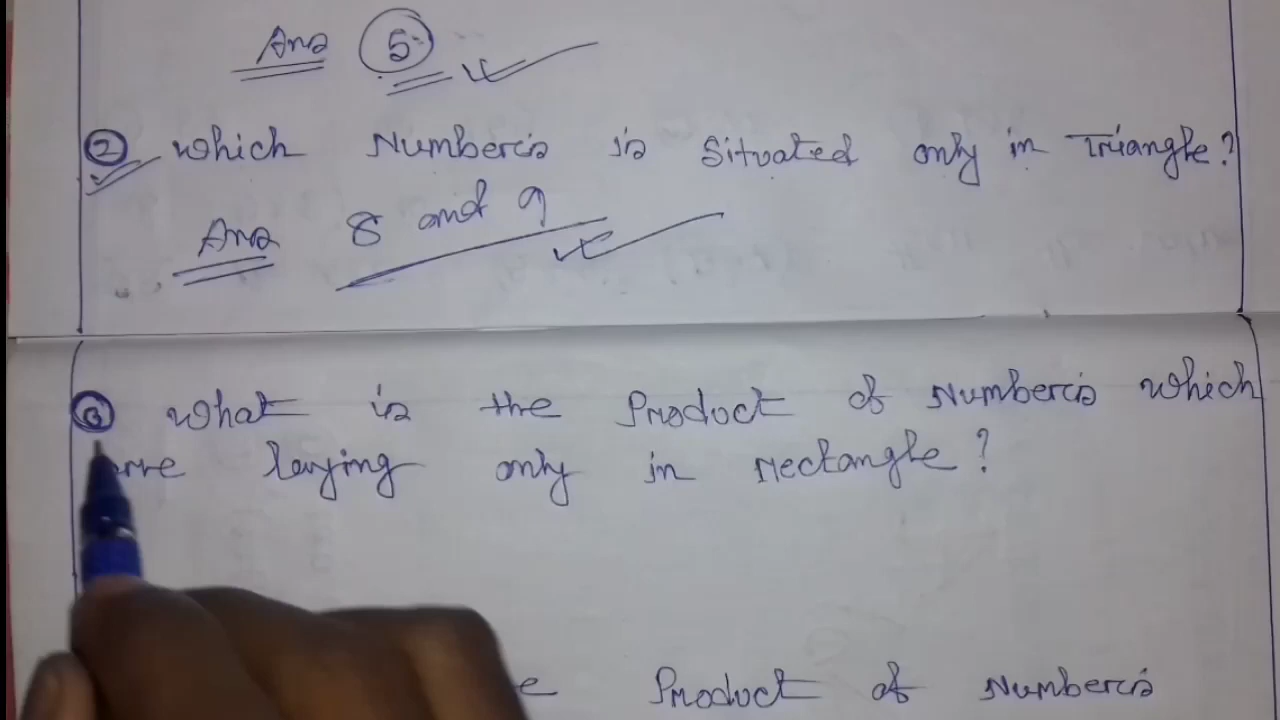 Ans 5
2 which Numbers is Situated only in Triangle?
Ans 8 and 9
3 what is the Product of Numbers which
are laying only in rectangle?
Product of Numbers